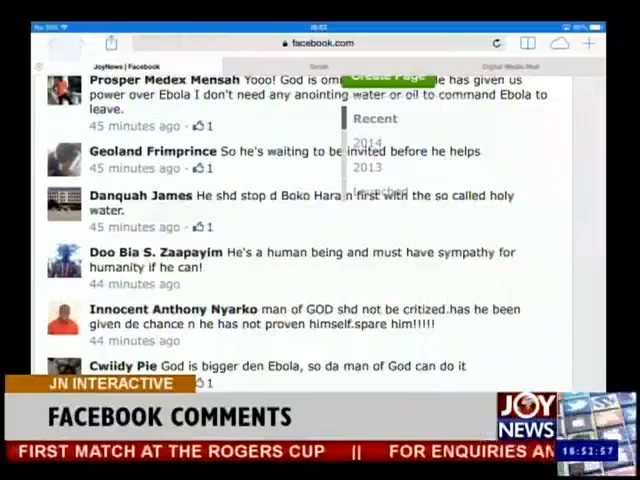 facebook.com
JoyNews | Facebook
Prosper Medex Mensah Yooo! God is om
e has given us
Create Page
power over Ebola I don't need any anointing water or oil to command Ebola to
leave.
45 minutes ago · 1
Recent
2014
2013
Launched
Geoland Frimprince So he's waiting to be invited before he helps
45 minutes ago · 1
Danquah James He shd stop d Boko Haram first with the so called holy
water.
45 minutes ago · 1
Doo Bia S. Zaapayim He's a human being and must have sympathy for
humanity if he can!
44 minutes ago
Innocent Anthony Nyarko man of GOD shd not be critized.has he been
given de chance n he has not proven himself.spare him!!!!!
44 minutes ago
Cwiidy Pie God is bigger den Ebola, so da man of God can do it
1
JN INTERACTIVE
FACEBOOK COMMENTS
JOY
NEWS
FIRST MATCH AT THE ROGERS CUP || FOR ENQUIRIES AN
18:52:57